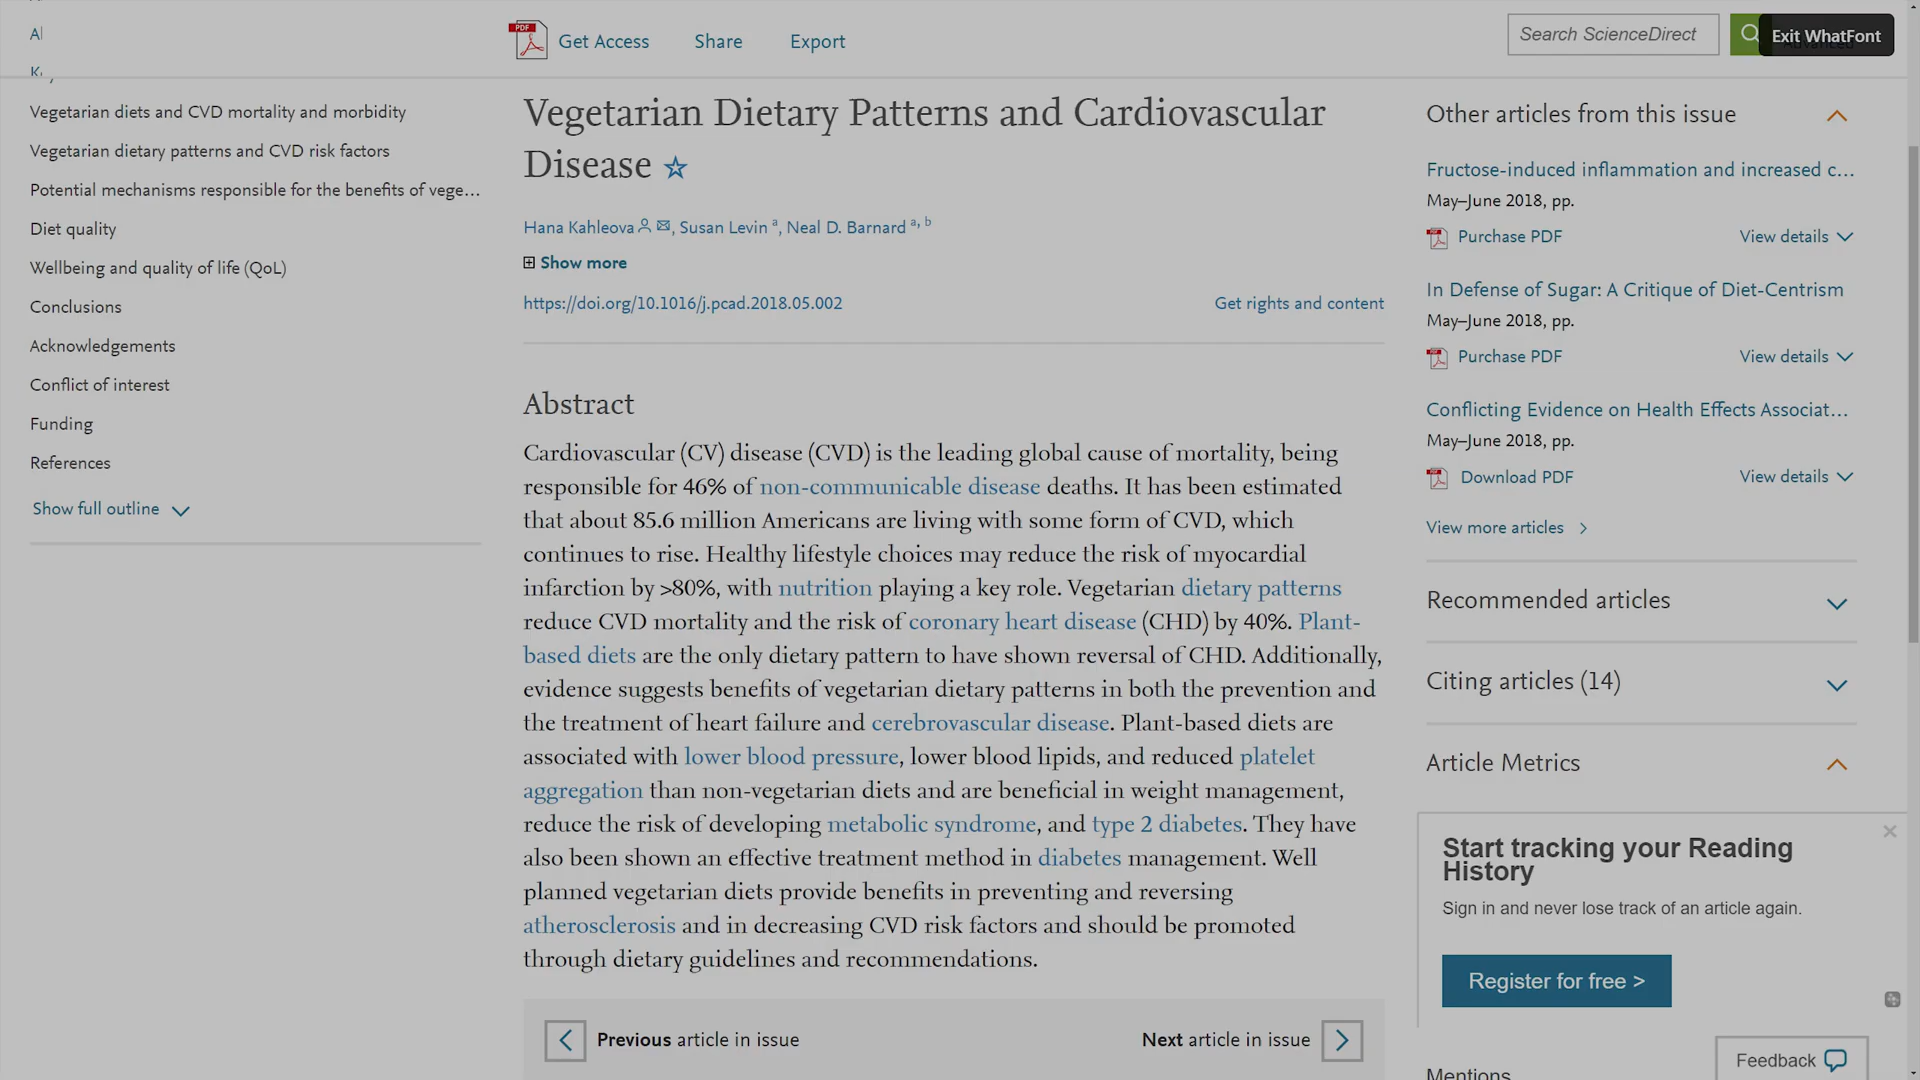 Get Access
Share
Export
Search ScienceDirect
Exit WhatFont
Vegetarian diets and CVD mortality and morbidity
Vegetarian dietary patterns and CVD risk factors
Potential mechanisms responsible for the benefits of vege...
Diet quality
Wellbeing and quality of life (QoL)
Conclusions
Acknowledgements
Conflict of interest
Funding
References
Show full outline
Vegetarian Dietary Patterns and Cardiovascular
Disease
Hana Kahleova, Susan Levin a, Neal D. Barnard a, b
Show more
https://doi.org/10.1016/j.pcad.2018.05.002
Get rights and content
Abstract
Cardiovascular (CV) disease (CVD) is the leading global cause of mortality, being
responsible for 46% of non-communicable disease deaths. It has been estimated
that about 85.6 million Americans are living with some form of CVD, which
continues to rise. Healthy lifestyle choices may reduce the risk of myocardial
infarction by >80%, with nutrition playing a key role. Vegetarian dietary patterns
reduce CVD mortality and the risk of coronary heart disease (CHD) by 40%. Plant-
based diets are the only dietary pattern to have shown reversal of CHD. Additionally,
evidence suggests benefits of vegetarian dietary patterns in both the prevention and
the treatment of heart failure and cerebrovascular disease. Plant-based diets are
associated with lower blood pressure, lower blood lipids, and reduced platelet
aggregation than non-vegetarian diets and are beneficial in weight management,
reduce the risk of developing metabolic syndrome, and type 2 diabetes. They have
also been shown an effective treatment method in diabetes management. Well
planned vegetarian diets provide benefits in preventing and reversing
atherosclerosis and in decreasing CVD risk factors and should be promoted
through dietary guidelines and recommendations.
Previous article in issue
Next article in issue
Other articles from this issue
Fructose-induced inflammation and increased c...
May–June 2018, pp.
Purchase PDF
View details
In Defense of Sugar: A Critique of Diet-Centrism
May–June 2018, pp.
Purchase PDF
View details
Conflicting Evidence on Health Effects Associat...
May–June 2018, pp.
Download PDF
View details
View more articles
Recommended articles
Citing articles (14)
Article Metrics
Start tracking your Reading
History
Sign in and never lose track of an article again.
Register for free >
Feedback
Mentions